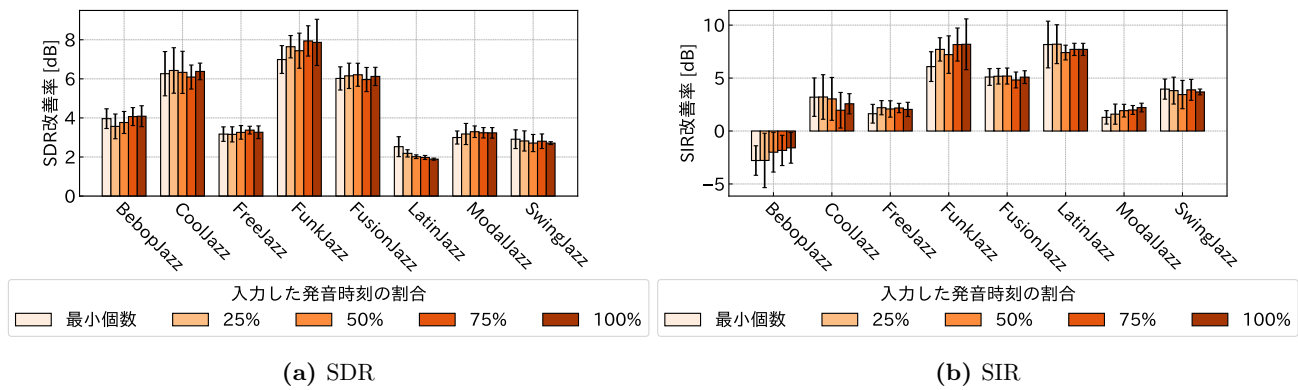 SDR改善率 [dB]
8
6
4
2
0
BebopJazz
CoolJazz
FreeJazz
FunkJazz
FusionJazz
LatinJazz
ModalJazz
SwingJazz
入力した発音時刻の割合
最小個数 25% 50% 75% 100%
(a) SDR
SIR改善率 [dB]
10
5
0
−5
BebopJazz
CoolJazz
FreeJazz
FunkJazz
FusionJazz
LatinJazz
ModalJazz
SwingJazz
入力した発音時刻の割合
最小個数 25% 50% 75% 100%
(b) SIR